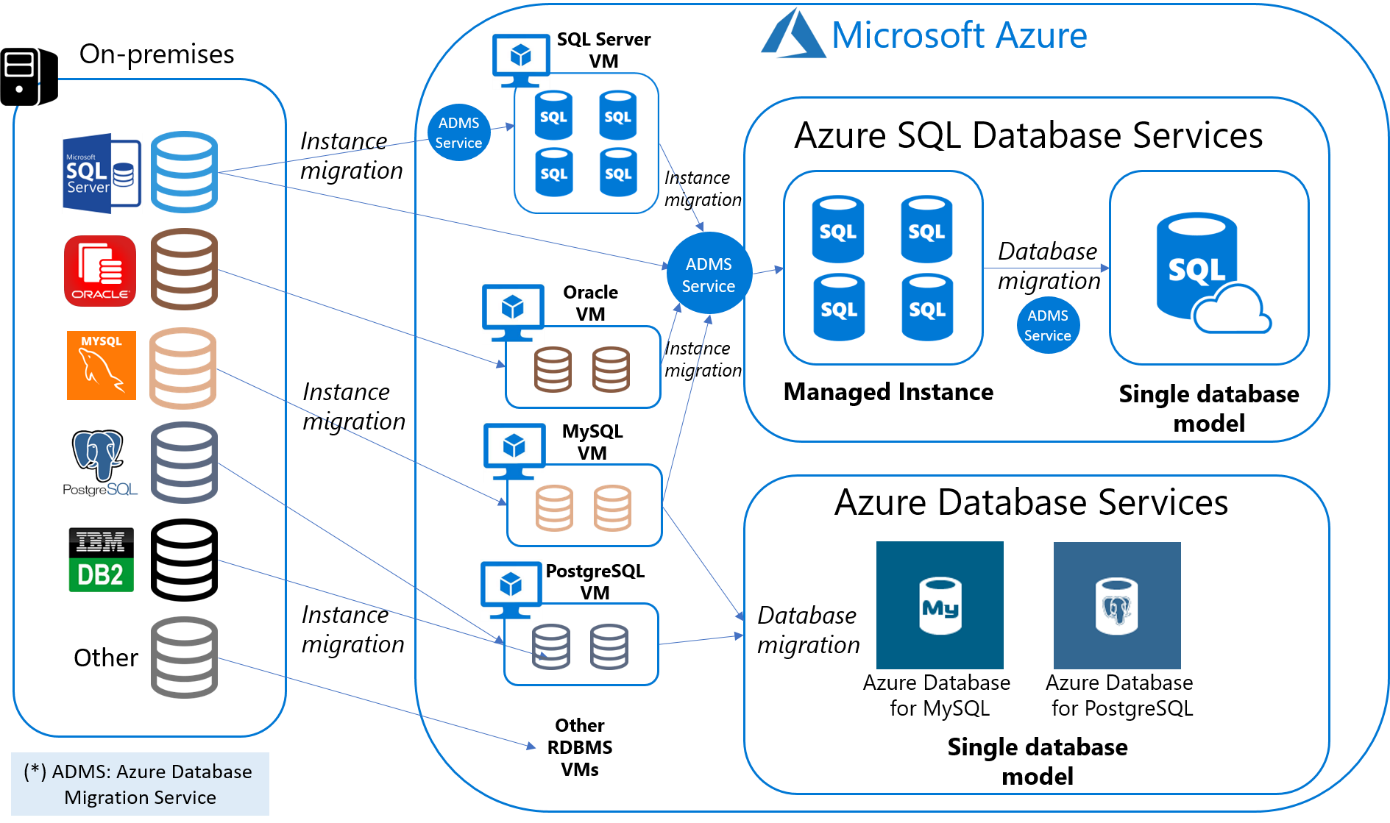 Microsoft Azure
On-premises
SQL Server
VM
SQL
SQL
SQL
SQL
ADMS
Service
Instance
migration
Microsoft
SQL
Server
ORACLE
MYSQL
PostgreSQL
IBM
DB2
Other
Instance
migration
Instance
migration
Instance
migration
ADMS
Service
Instance
migration
Oracle
VM
MySQL
VM
PostgreSQL
VM
Other
RDBMS
VMs
Azure SQL Database Services
SQL
SQL
SQL
SQL
Managed Instance
Database
migration
ADMS
Service
SQL
Single database
model
Azure Database Services
Database
migration
My
Azure Database
for MySQL
Azure Database
for PostgreSQL
Single database
model
(*) ADMS: Azure Database
Migration Service